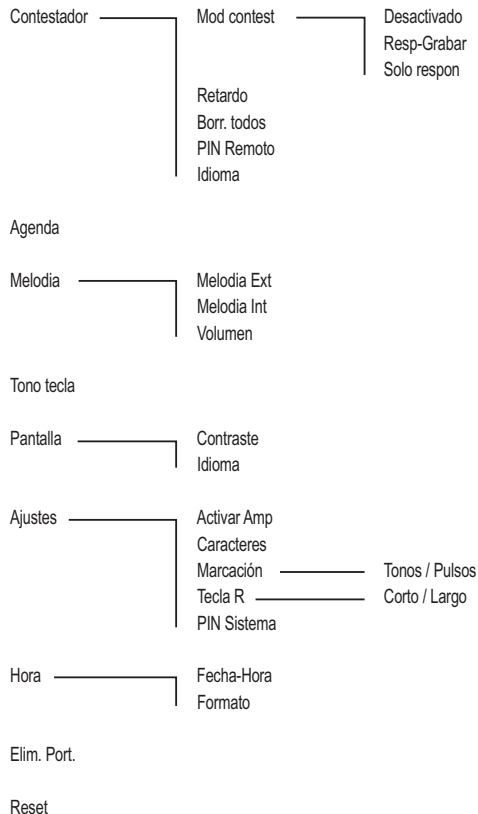 Contestador Mod contest Desactivado
Resp-Grabar
Solo respon
Retardo
Borr. todos
PIN Remoto
Idioma
Agenda
Melodia Melodia Ext
Melodia Int
Volumen
Tono tecla
Pantalla Contraste
Idioma
Ajustes Activar Amp
Caracteres
Marcación Tonos / Pulsos
Tecla R Corto / Largo
PIN Sistema
Hora Fecha-Hora
Formato
Elim. Port.
Reset